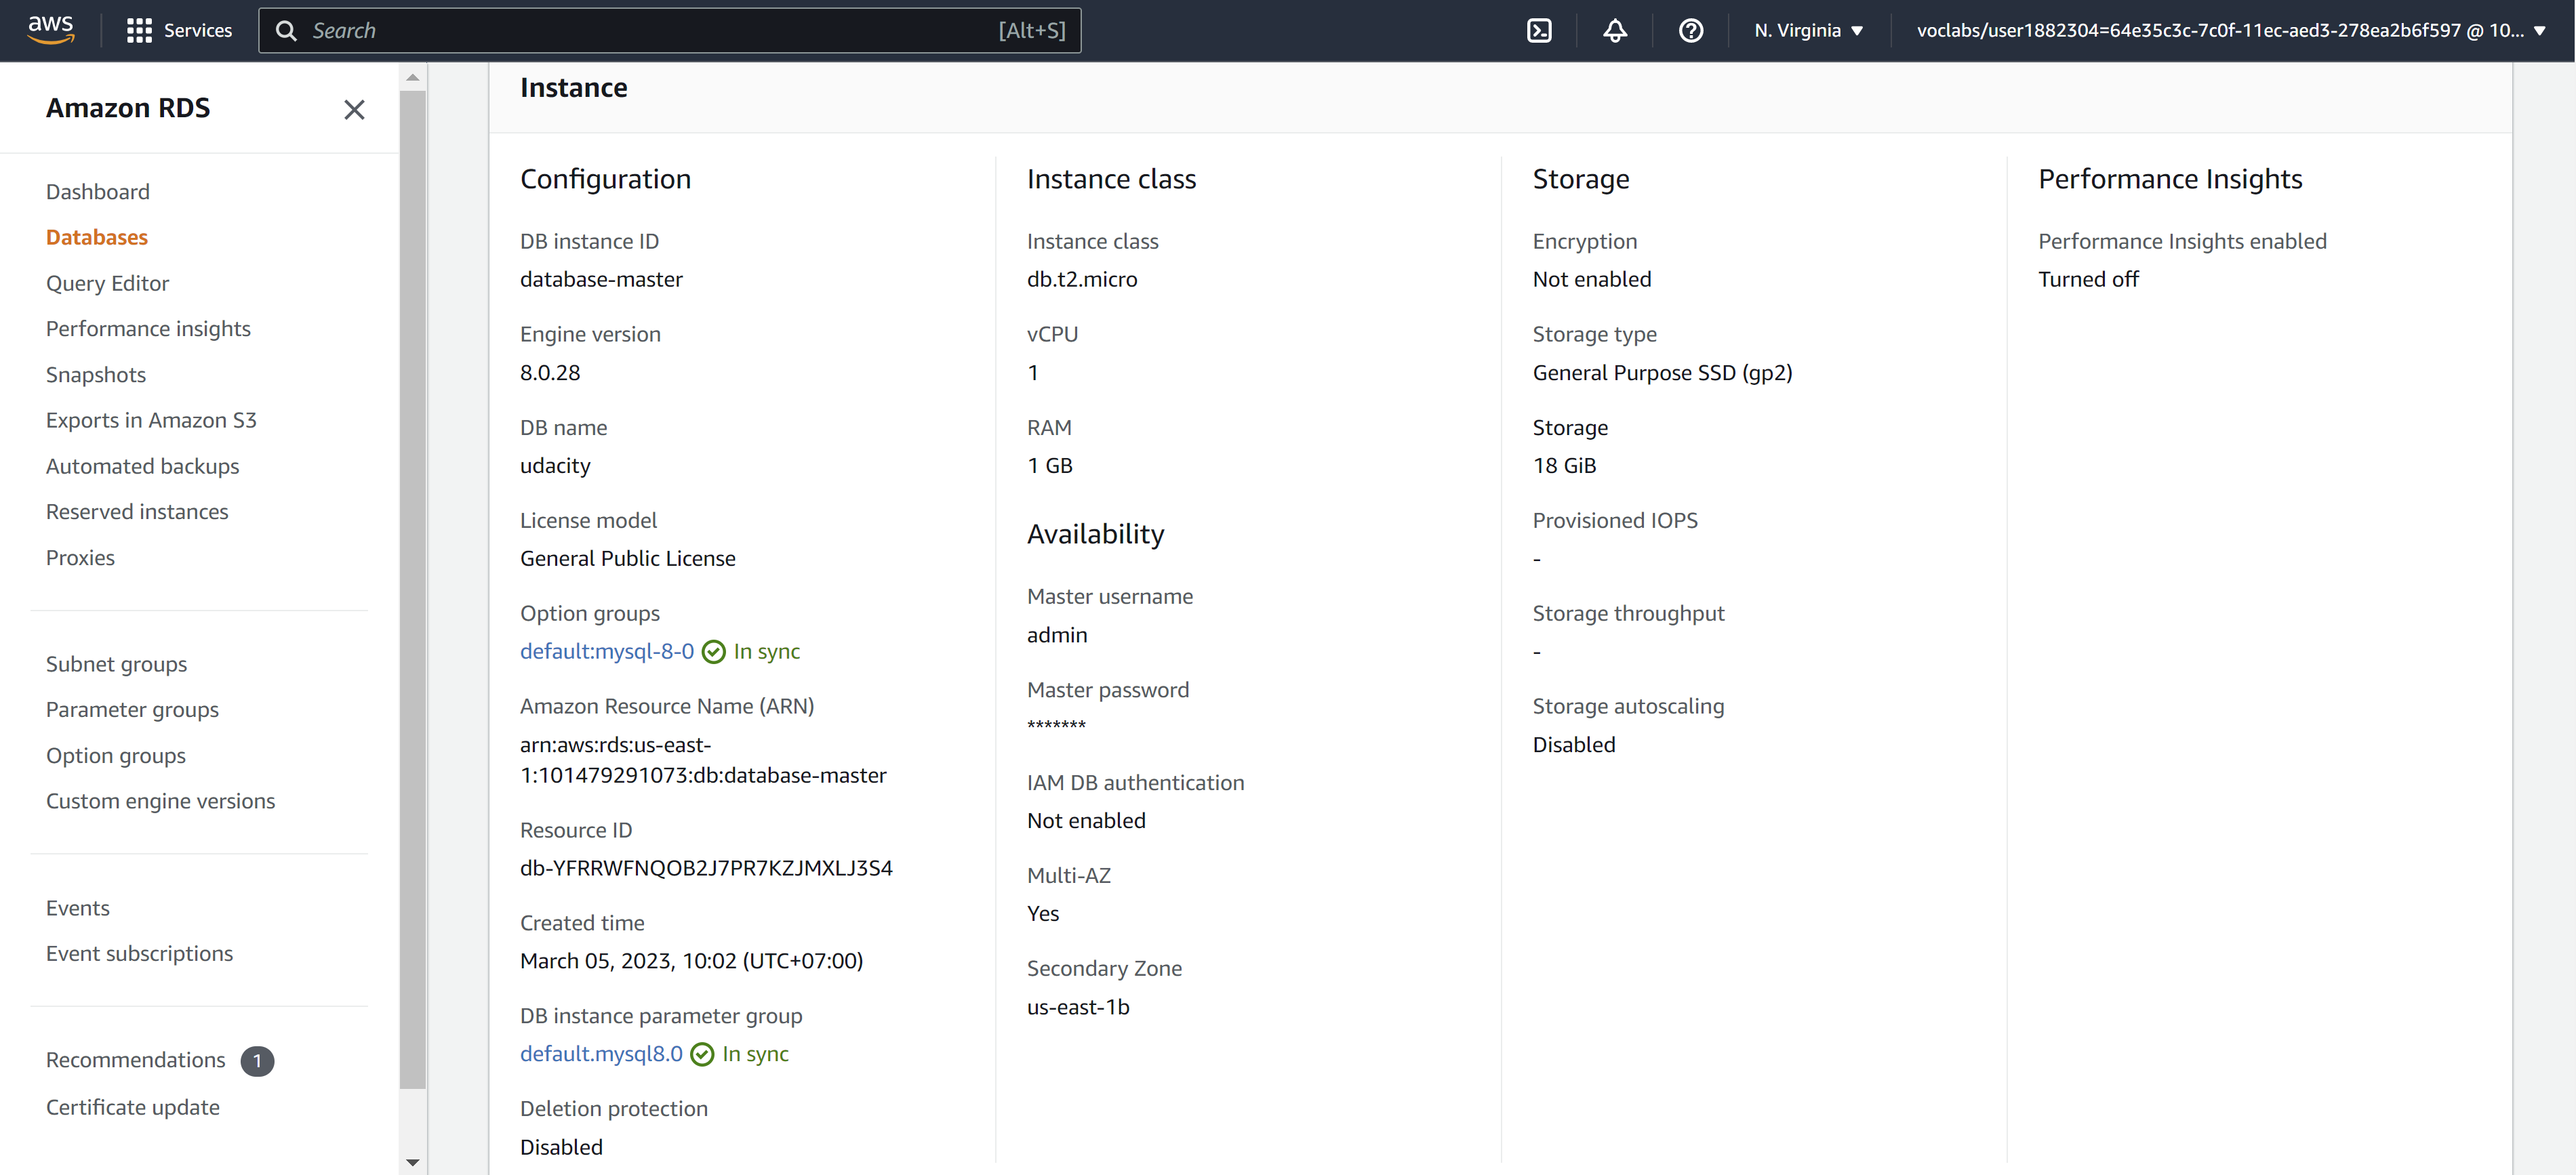 aws
Services
Search
[Alt+S]
N. Virginia
voclabs/user1882304=64e35c3c-7c0f-11ec-aed3-278ea2b6f597 @ 10...
Amazon RDS
Dashboard
Databases
Query Editor
Performance insights
Snapshots
Exports in Amazon S3
Automated backups
Reserved instances
Proxies
Subnet groups
Parameter groups
Option groups
Custom engine versions
Events
Event subscriptions
Recommendations 1
Certificate update
Instance
Configuration
DB instance ID
database-master
Engine version
8.0.28
DB name
udacity
License model
General Public License
Option groups
default:mysql-8-0 In sync
Amazon Resource Name (ARN)
arn:aws:rds:us-east-
1:101479291073:db:database-master
Resource ID
db-YFRRWFNQOB2J7PR7KZJMXLJ3S4
Created time
March 05, 2023, 10:02 (UTC+07:00)
DB instance parameter group
default.mysql8.0 In sync
Deletion protection
Disabled
Instance class
Instance class
db.t2.micro
vCPU
1
RAM
1 GB
Availability
Master username
admin
Master password
*******
IAM DB authentication
Not enabled
Multi-AZ
Yes
Secondary Zone
us-east-1b
Storage
Encryption
Not enabled
Storage type
General Purpose SSD (gp2)
Storage
18 GiB
Provisioned IOPS
-
Storage throughput
-
Storage autoscaling
Disabled
Performance Insights
Performance Insights enabled
Turned off